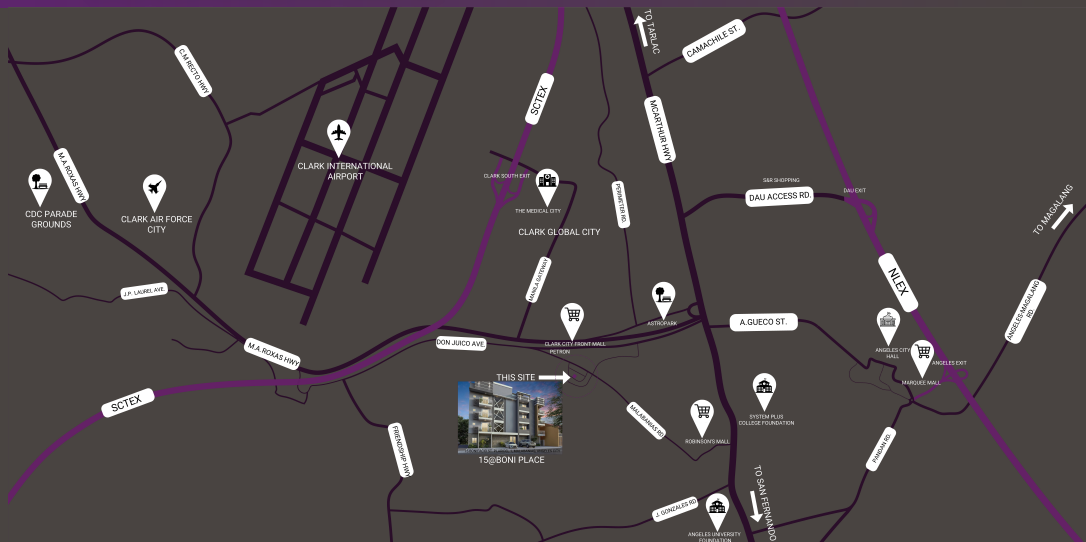 TO TARLAC
CAMACHILE ST.
C.M RECTO HWY
SCTEX
MCARTHUR HWY
CLARK INTERNATIONAL
AIRPORT
M.A. ROXAS HWY
CDC PARADE
GROUNDS
CLARK AIR FORCE
CITY
CLARK SOUTH EXIT
THE MEDICAL CITY
CLARK GLOBAL CITY
PERIMETER RD.
S&R SHOPPING
DAU ACCESS RD.
DAU EXIT
TO MAGALANG
NLEX
ANGELES-MAGALANG
RD
J.P. LAUREL AVE.
MANILA GATEWAY
ASTROPARK
A.GUECO ST.
M.A. ROXAS HWY
DON JUICO AVE.
CLARK CITY FRONT MALL
PETRON
ANGELES CITY
HALL
ANGELES EXIT
MARQUEE MALL
THIS SITE
15@BONI PLACE
SCTEX
FRIENDSHIP HWY
MALABANIAS RD
ROBINSON'S MALL
SYSTEM PLUS
COLLEGE FOUNDATION
PANDAN RD.
J. GONZALES RD
TO SAN FERNANDO
ANGELES UNIVERSITY
FOUNDATION